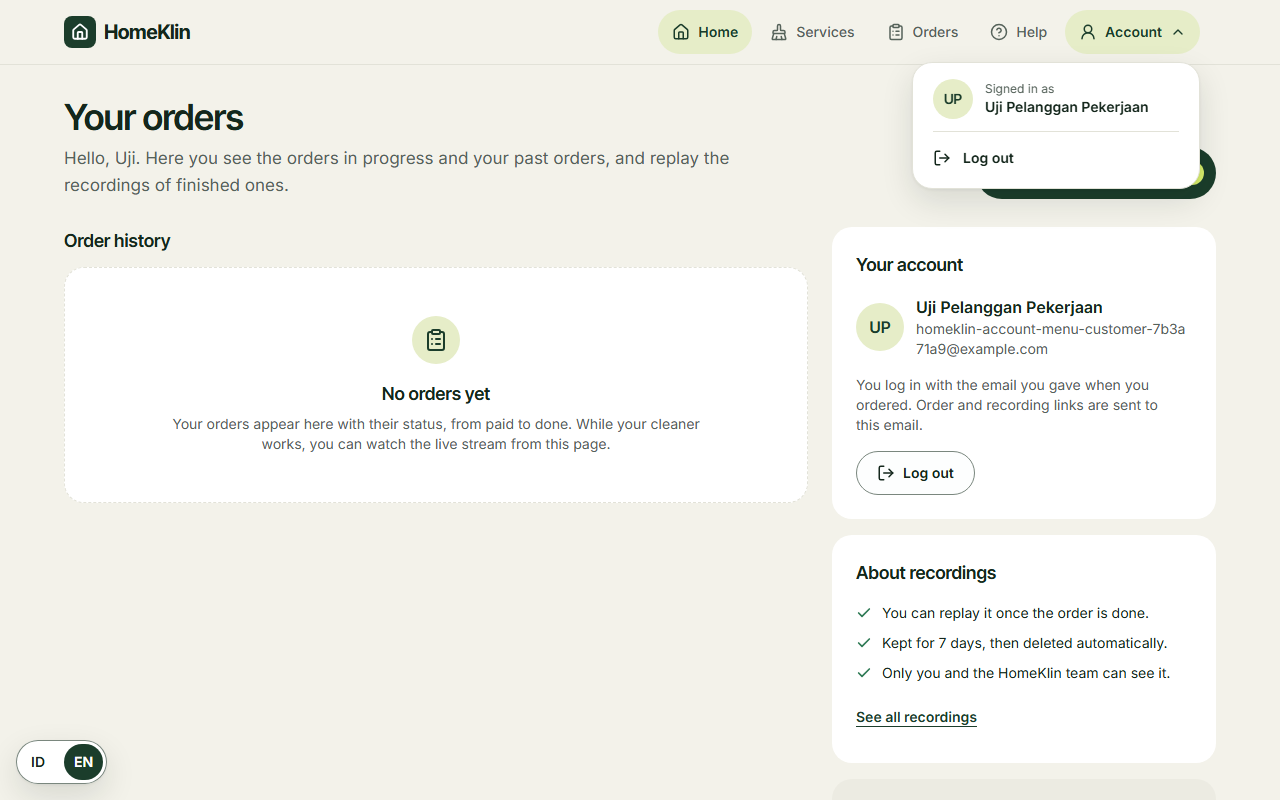 HomeKlin
Home
Services
Orders
Help
Account
UP
Signed in as
Uji Pelanggan Pekerjaan
Log out
Your orders
Hello, Uji. Here you see the orders in progress and your past orders, and replay the
recordings of finished ones.
Order history
No orders yet
Your orders appear here with their status, from paid to done. While your cleaner
works, you can watch the live stream from this page.
Your account
UP
Uji Pelanggan Pekerjaan
homeklin-account-menu-customer-7b3a
71a9@example.com
You log in with the email you gave when you
ordered. Order and recording links are sent to
this email.
Log out
About recordings
You can replay it once the order is done.
Kept for 7 days, then deleted automatically.
Only you and the HomeKlin team can see it.
See all recordings
ID
EN